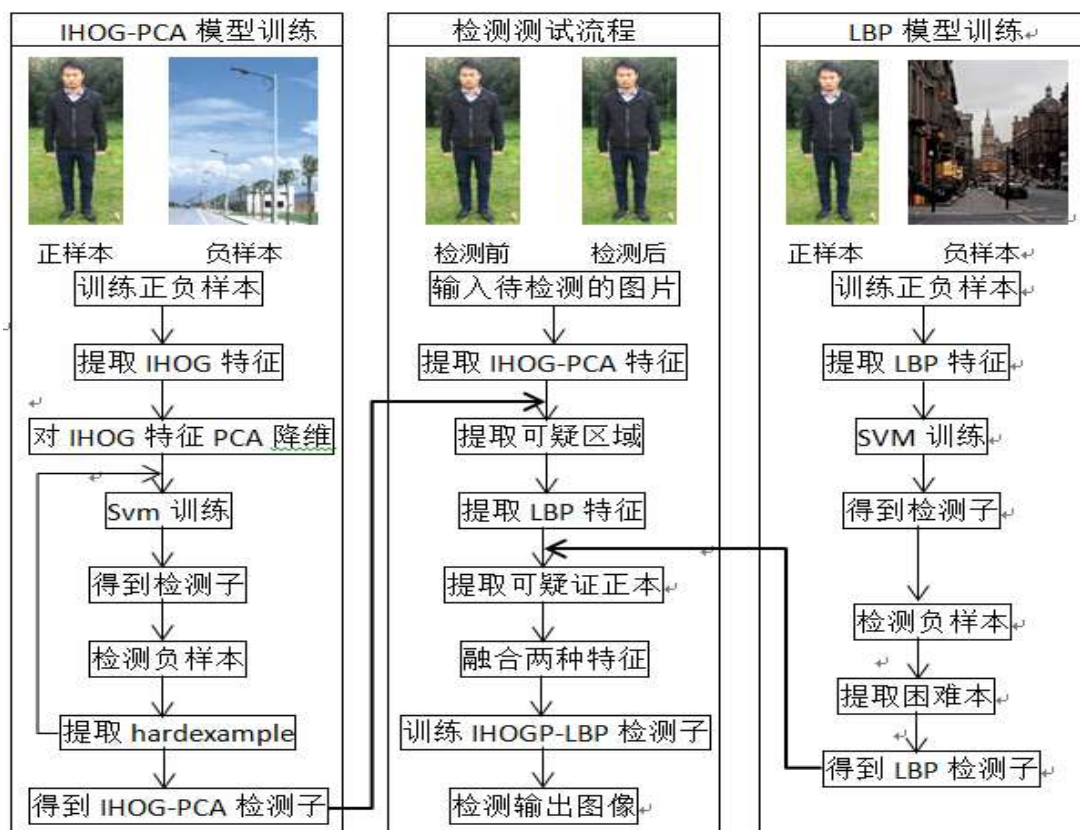 IHOG-PCA 模型训练
正样本
负样本
训练正负样本
提取 IHOG 特征
对 IHOG 特征 PCA 降维
Svm 训练
得到检测子
检测负样本
提取 hardexample
得到 IHOG-PCA 检测子
检测测试流程
检测前
检测后
输入待检测的图片
提取 IHOG-PCA 特征
提取可疑区域
提取 LBP 特征
提取可疑证正本
融合两种特征
训练 IHOGP-LBP 检测子
检测输出图像
LBP 模型训练
正样本
负样本
训练正负样本
提取 LBP 特征
SVM 训练
得到检测子
检测负样本
提取困难本
得到 LBP 检测子